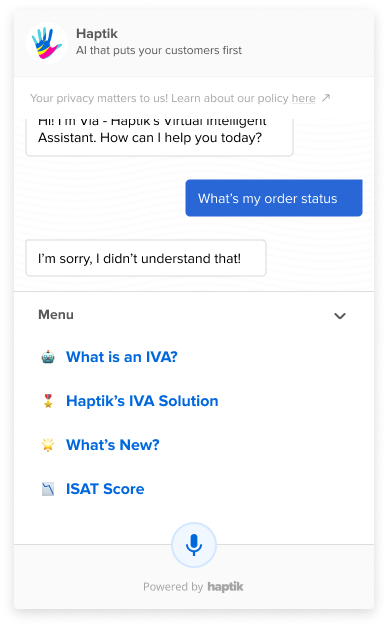 Haptik
AI that puts your customers first
Your privacy matters to us! Learn about our policy here ↗
Hi! I'm Via - Haptik's Virtual Intelligent
Assistant. How can I help you today?
What's my order status
I'm sorry, I didn't understand that!
Menu
What is an IVA?
Haptik's IVA Solution
What's New?
ISAT Score
Powered by haptik